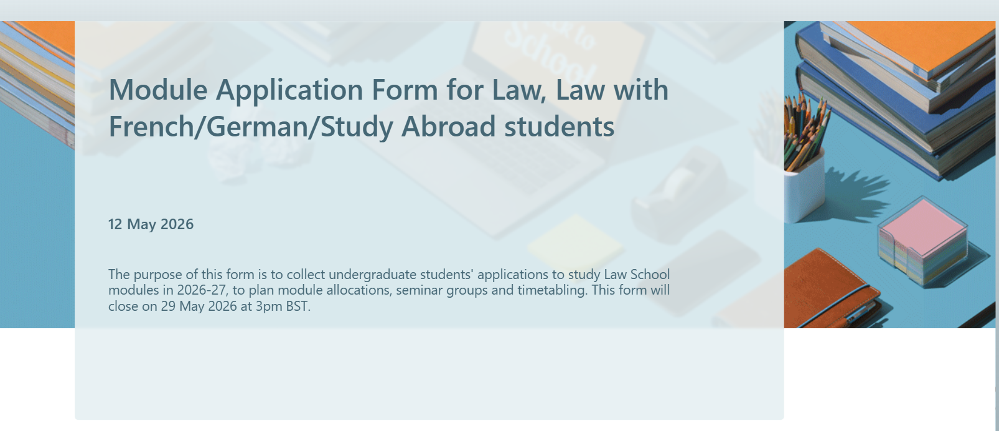 to
School
Module Application Form for Law, Law with
French/German/Study Abroad students
12 May 2026
The purpose of this form is to collect undergraduate students' applications to study Law School
modules in 2026-27, to plan module allocations, seminar groups and timetabling. This form will
close on 29 May 2026 at 3pm BST.